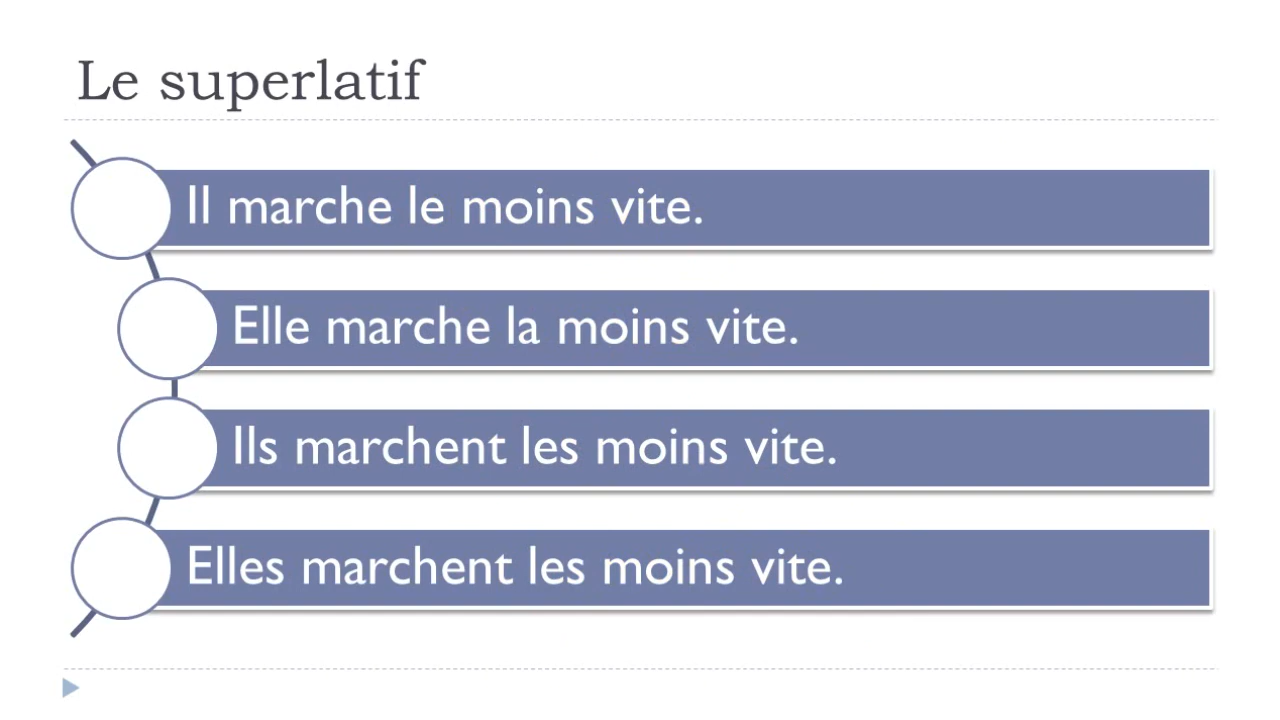 Le superlatif
Il marche le moins vite.
Elle marche la moins vite.
Ils marchent les moins vite.
Elles marchent les moins vite.